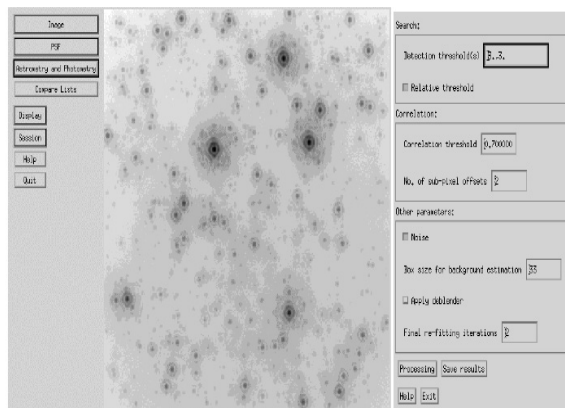 Image
PSF
Astrometry and Photometry
Compare Lists
Display
Session
Help
Quit
Search:
Detection threshold(s) 3.,3.
Relative threshold
Correlation:
Correlation threshold 0.700000
No. of sub-pixel offsets 2
Other parameters:
Noise
Box size for background estimation 33
Apply deblender
Final re-fitting iterations 2
Processing Save results
Help Exit